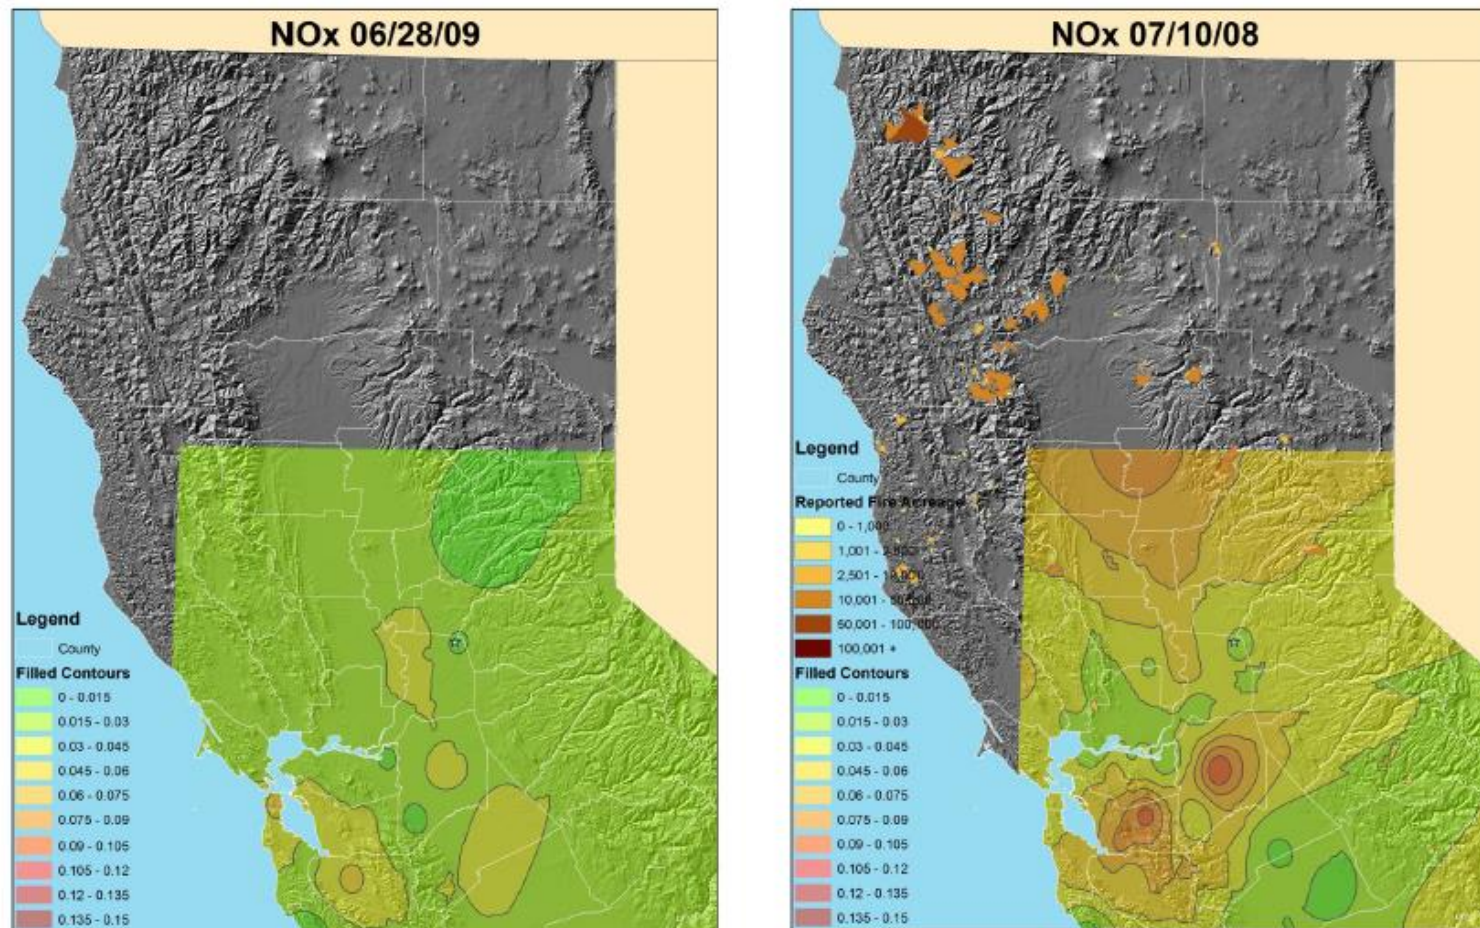 NOx 06/28/09
Legend
County
Filled Contours
0 - 0.015
0.015 - 0.03
0.03 - 0.045
0.045 - 0.06
0.06 - 0.075
0.075 - 0.09
0.09 - 0.105
0.105 - 0.12
0.12 - 0.135
0.135 - 0.15
NOx 07/10/08
Legend
County
Reported Fire Acreage
0 - 1,000
1,001 -
2,501 -
10,001 -
50,001 - 100,000
100,001 +
Filled Contours
0 - 0.015
0.015 - 0.03
0.03 - 0.045
0.045 - 0.06
0.06 - 0.075
0.075 - 0.09
0.09 - 0.105
0.105 - 0.12
0.12 - 0.135
0.135 - 0.15